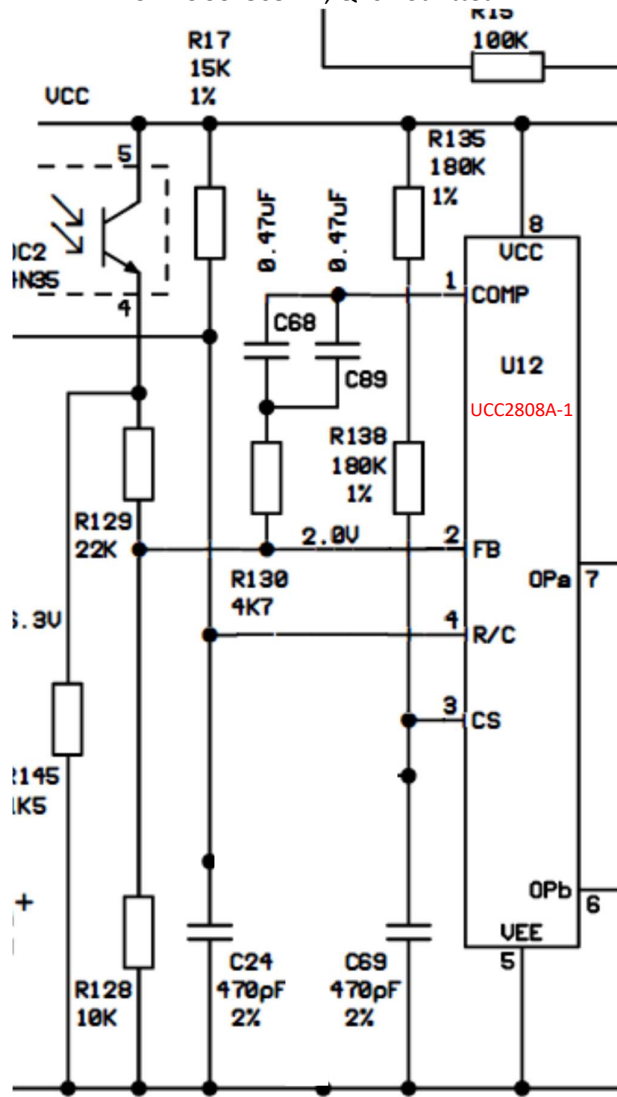 R15
100K
R17
15K
1%
VCC
R135
180K
1%
5
0.47uF
0.47uF
8
VCC
1
COMP
4
C68
C89
U12
UCC2808A-1
R138
180K
1%
R129
22K
2.0V
2
FB
R130
4K7
OPa
7
4
R/C
3
CS
+
OPb
6
VEE
5
C24
470pF
2%
C69
470pF
2%
R128
10K